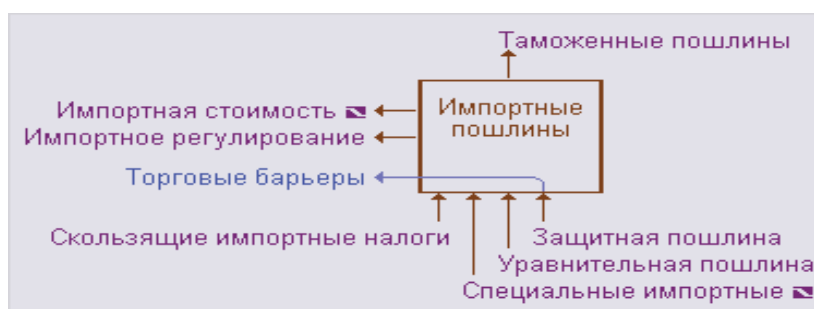 Таможенные пошлины
Импортная стоимость
Импортные
пошлины
Импортное регулирование
Торговые барьеры
Скользящие импортные налоги
Защитная пошлина
Уравнительная пошлина
Специальные импортные